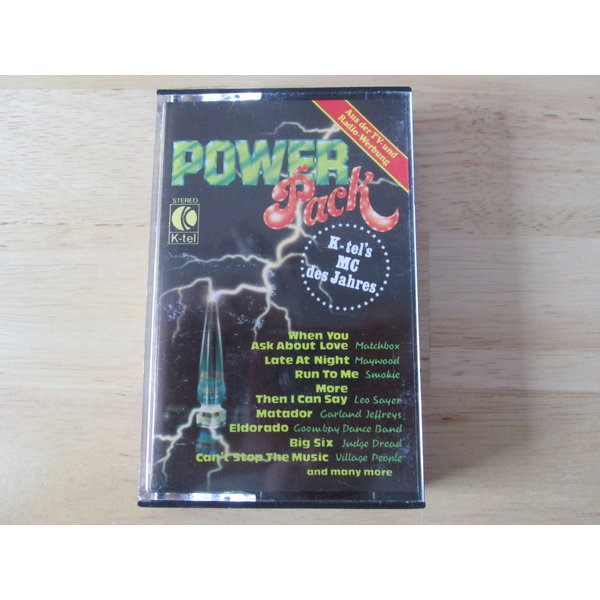 Aus der TV-und
Radio-Werbung
POWER
Pack
STEREO
K-tel
K-tel's
MC
des Jahres
When You
Ask About Love Matchbox
Late At Night Maywood
Run To Me Smokie
More
Then I Can Say Leo Sayer
Matador Garland Jeffreys
Eldorado Goombay Dance Band
Big Six Judge Dread
Can't Stop The Music Village People
and many more